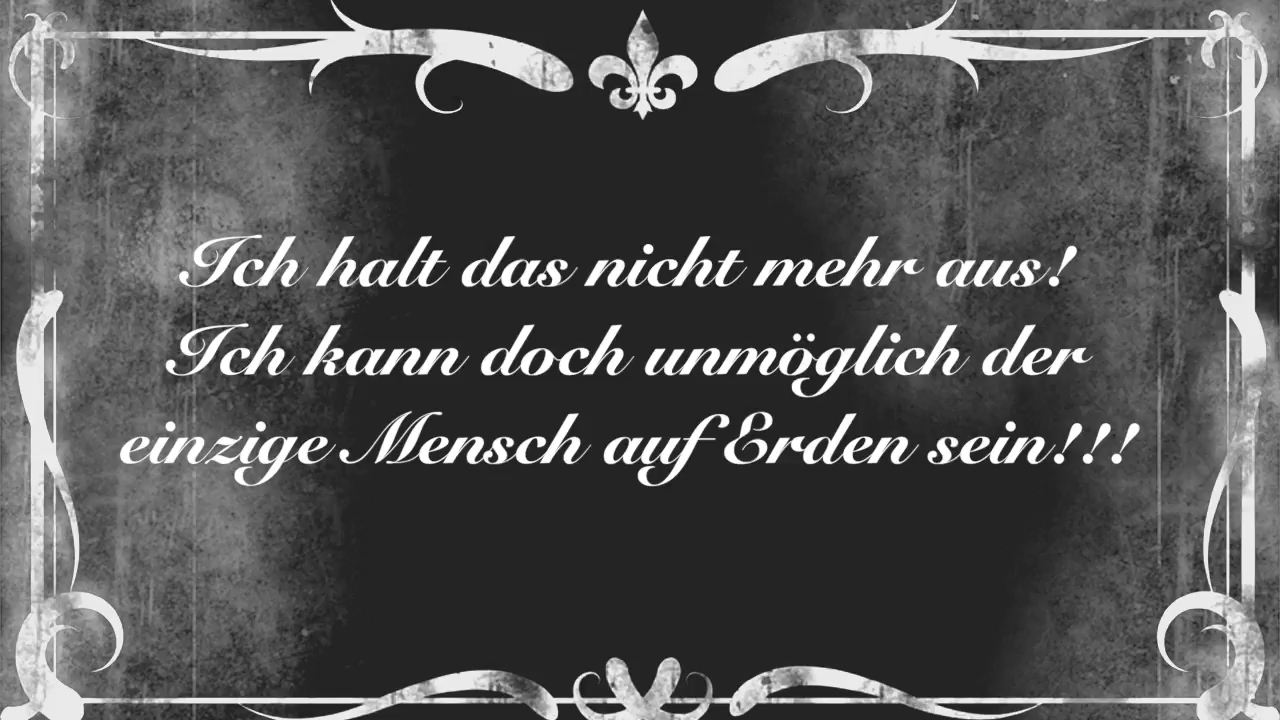 Ich halt das nicht mehr aus!
Ich kann doch unmöglich der
einzige Mensch auf Erden sein!!!